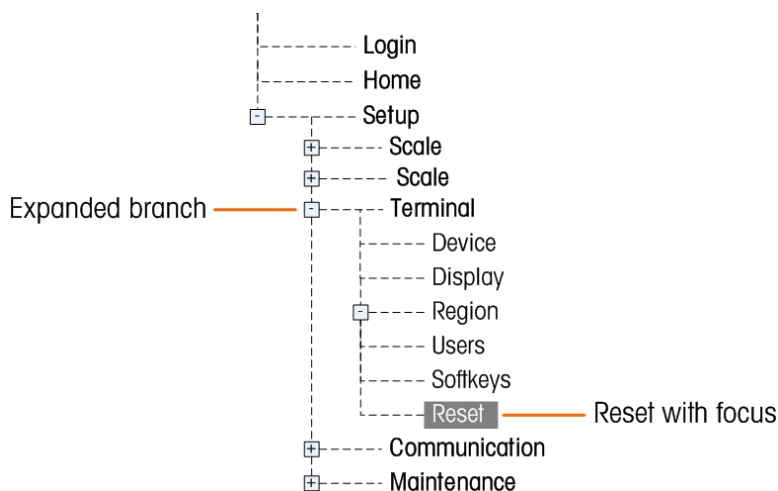 Login
Home
Setup
Scale
Scale
Expanded branch
Terminal
Device
Display
Region
Users
Softkeys
Reset
Reset with focus
Communication
Maintenance